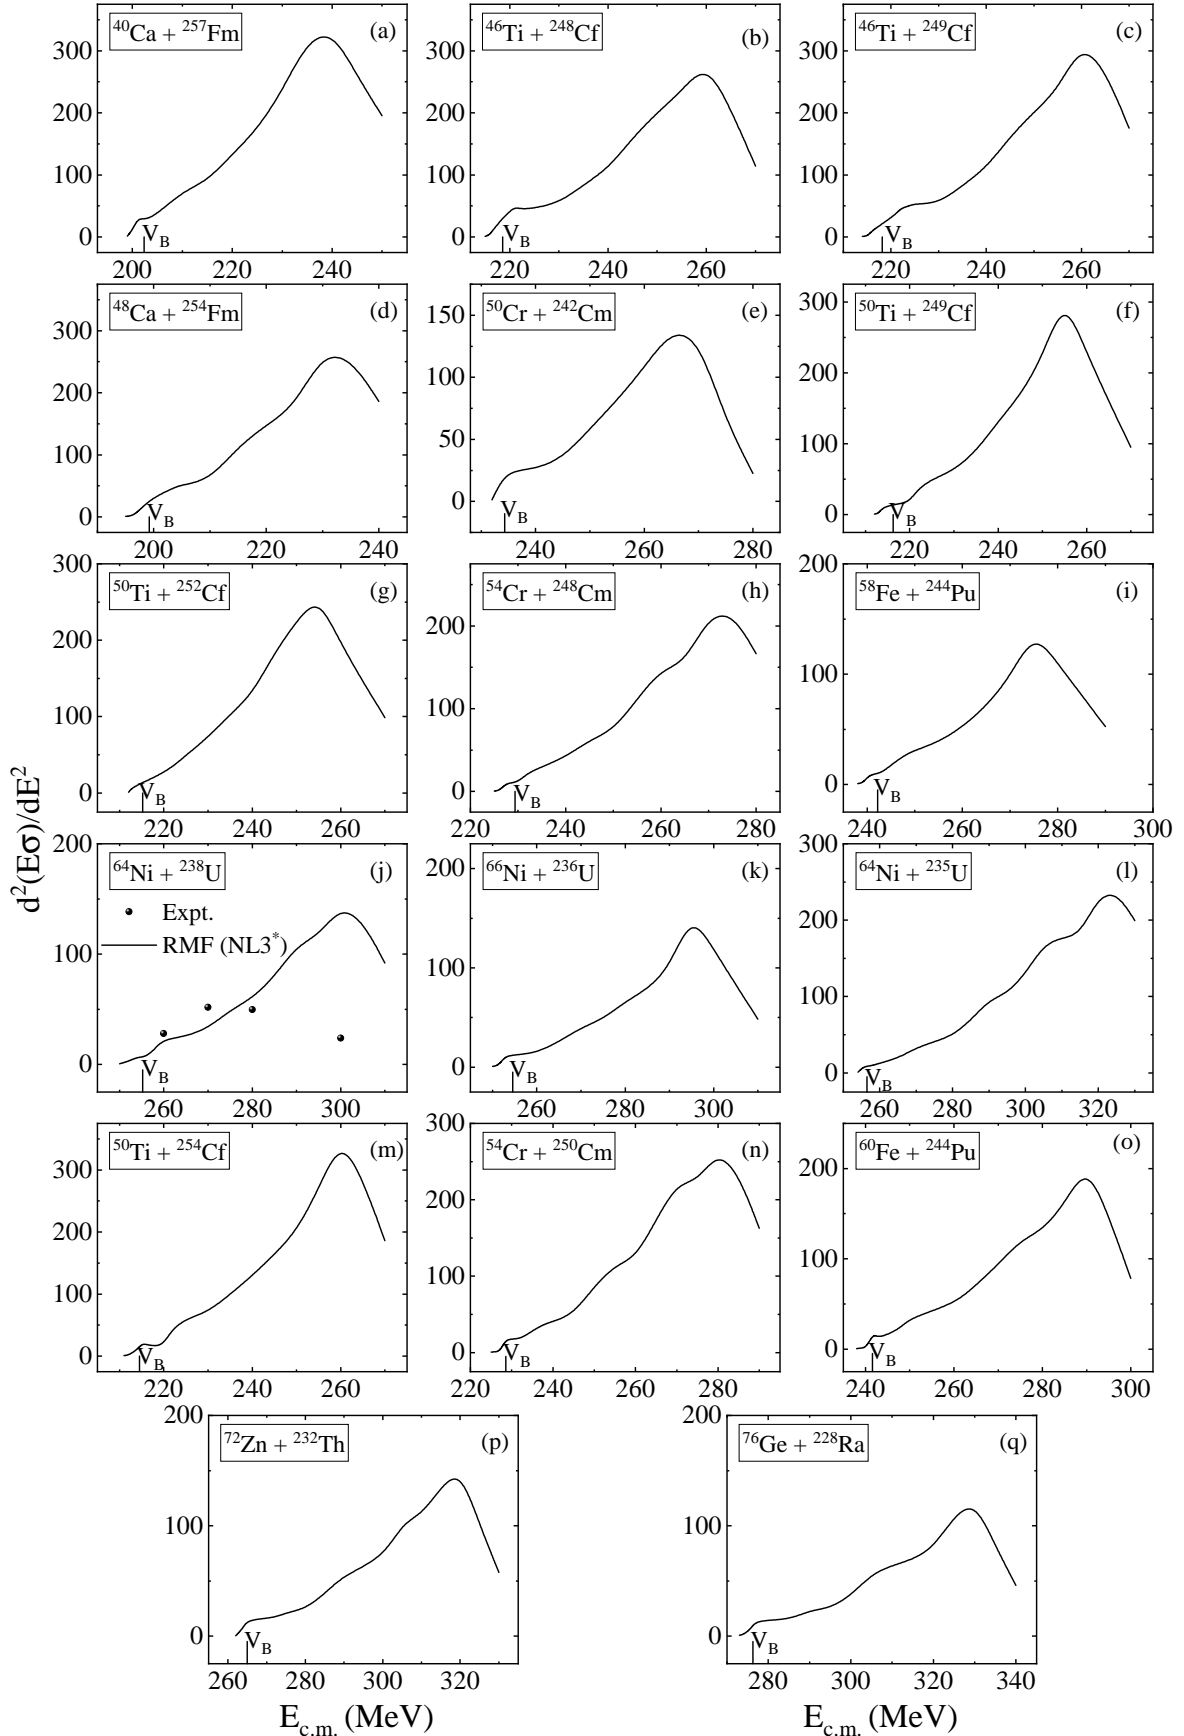 ⁴⁰Ca + ²⁵⁷Fm (a)
300
200
100
0
V_B
200 220 240
⁴⁶Ti + ²⁴⁸Cf (b)
300
200
100
0
V_B
220 240 260
⁴⁶Ti + ²⁴⁹Cf (c)
300
200
100
0
V_B
220 240 260
⁴⁸Ca + ²⁵⁴Fm (d)
300
200
100
0
V_B
200 220 240
⁵⁰Cr + ²⁴²Cm (e)
150
100
50
0
V_B
240 260 280
⁵⁰Ti + ²⁴⁹Cf (f)
300
200
100
0
V_B
220 240 260
⁵⁰Ti + ²⁵²Cf (g)
300
200
100
0
V_B
220 240 260
⁵⁴Cr + ²⁴⁸Cm (h)
200
100
0
V_B
220 240 260 280
⁵⁸Fe + ²⁴⁴Pu (i)
200
100
0
V_B
240 260 280 300
d²(Eσ)/dE²
⁶⁴Ni + ²³⁸U (j)
Expt.
RMF (NL3*)
200
100
0
V_B
260 280 300
⁶⁶Ni + ²³⁶U (k)
200
100
0
V_B
260 280 300
⁶⁴Ni + ²³⁵U (l)
300
200
100
0
V_B
260 280 300 320
⁵⁰Ti + ²⁵⁴Cf (m)
300
200
100
0
V_B
220 240 260
⁵⁴Cr + ²⁵⁰Cm (n)
300
200
100
0
V_B
220 240 260 280
⁶⁰Fe + ²⁴⁴Pu (o)
200
100
0
V_B
240 260 280 300
⁷²Zn + ²³²Th (p)
200
100
0
V_B
260 280 300 320
E_c.m. (MeV)
⁷⁶Ge + ²²⁸Ra (q)
200
100
0
V_B
280 300 320 340
E_c.m. (MeV)